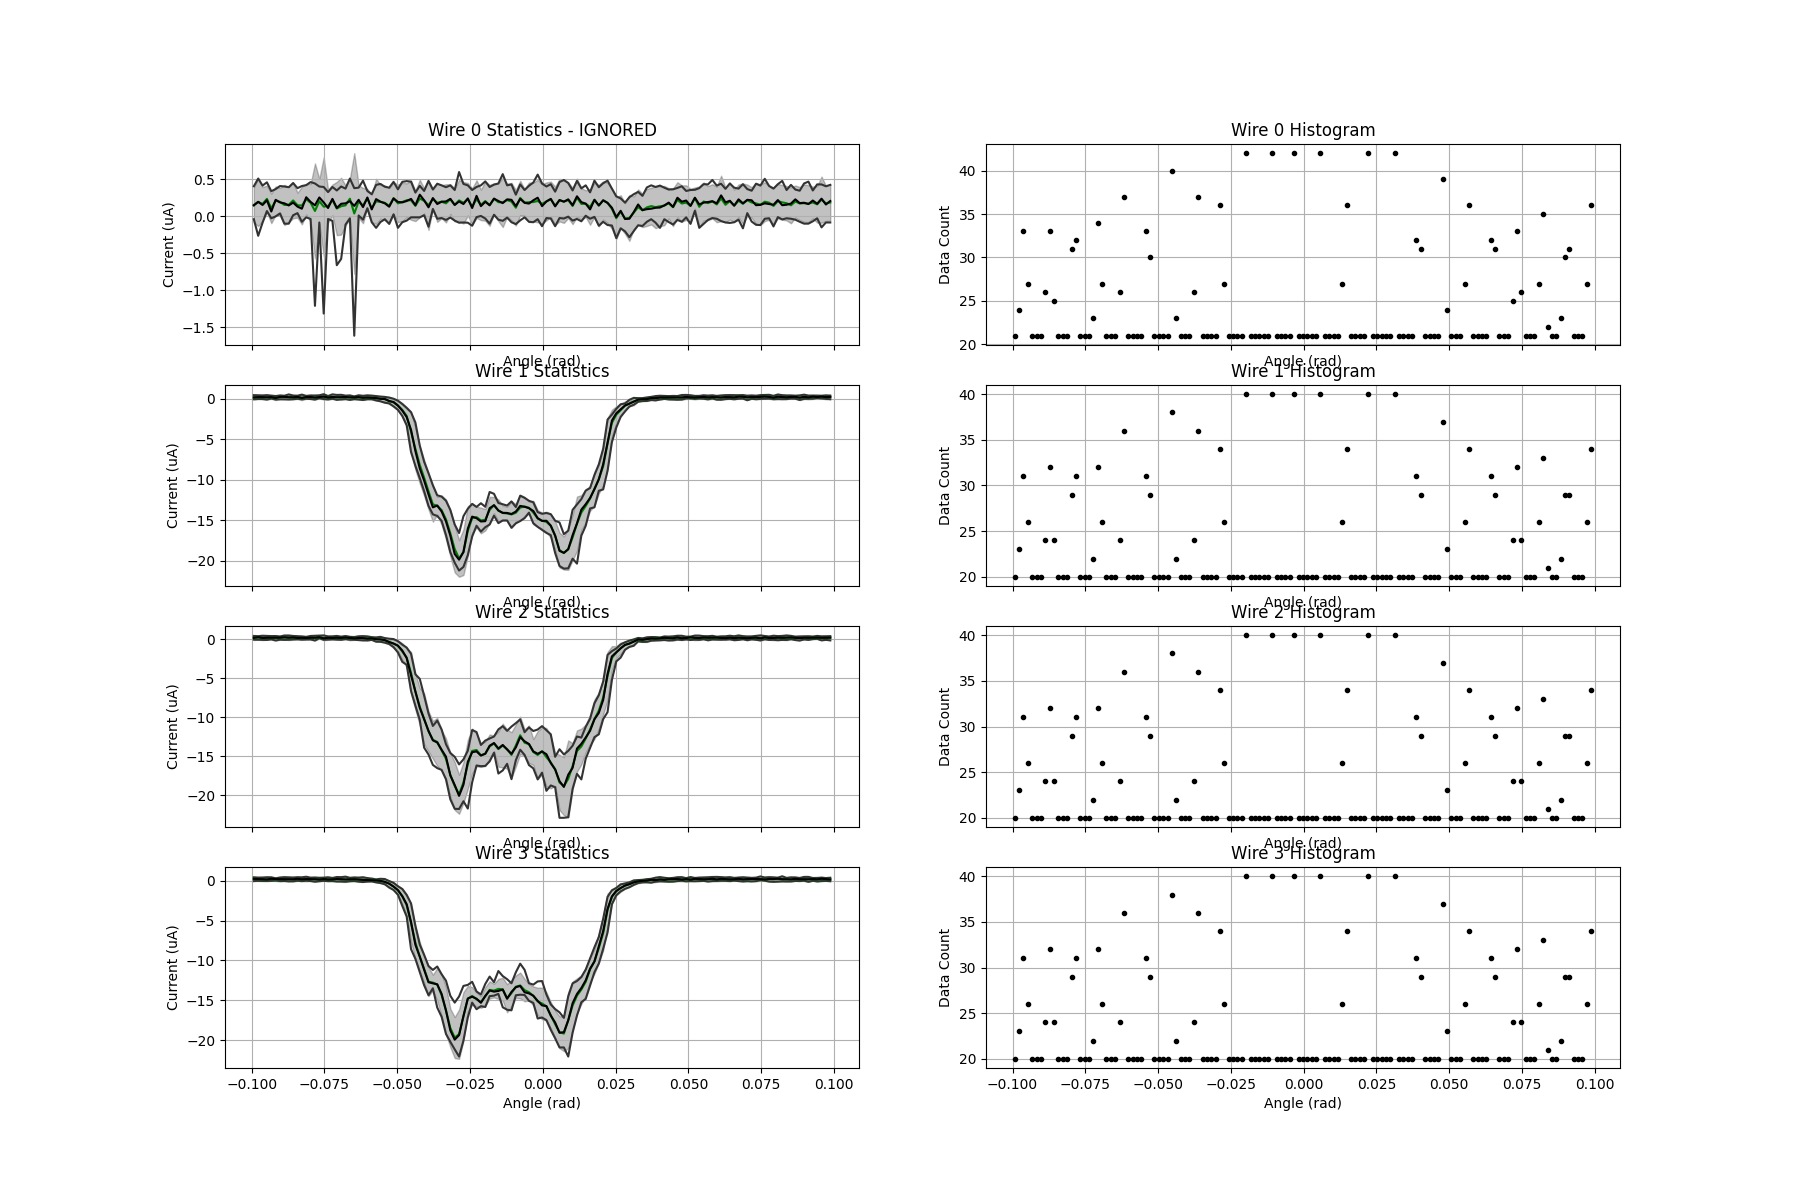 Wire 0 Statistics - IGNORED
Current (uA)
0.5
0.0
−0.5
−1.0
−1.5
Angle (rad)
Wire 0 Histogram
Data Count
40
35
30
25
20
Angle (rad)
Wire 1 Statistics
Current (uA)
0
−5
−10
−15
−20
Angle (rad)
Wire 1 Histogram
Data Count
40
35
30
25
20
Angle (rad)
Wire 2 Statistics
Current (uA)
0
−5
−10
−15
−20
Angle (rad)
Wire 2 Histogram
Data Count
40
35
30
25
20
Angle (rad)
Wire 3 Statistics
Current (uA)
0
−5
−10
−15
−20
−0.100 −0.075 −0.050 −0.025 0.000 0.025 0.050 0.075 0.100
Angle (rad)
Wire 3 Histogram
Data Count
40
35
30
25
20
−0.100 −0.075 −0.050 −0.025 0.000 0.025 0.050 0.075 0.100
Angle (rad)